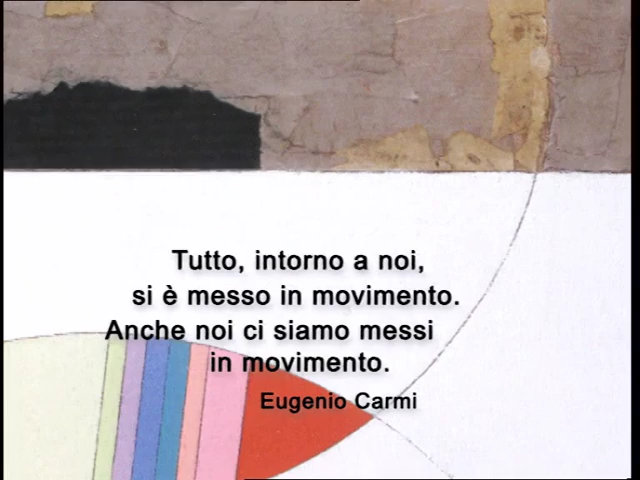 Tutto, intorno a noi,
si è messo in movimento.
Anche noi ci siamo messi
in movimento.
Eugenio Carmi